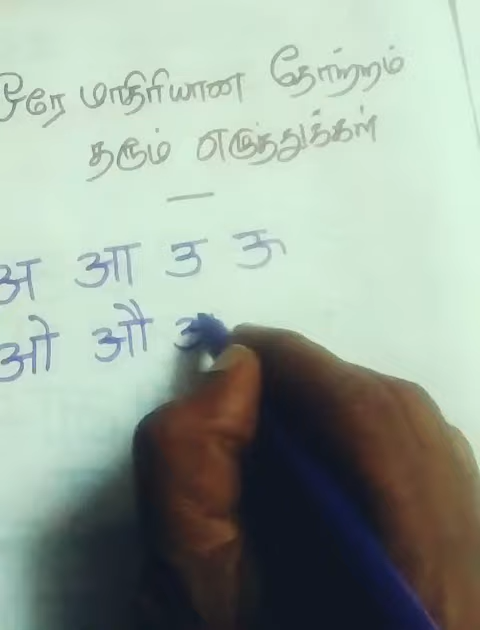 ஒரே மாதிரியான தோற்றம்
தரும் எழுத்துக்கள்
अ आ उ ऊ
ओ औ